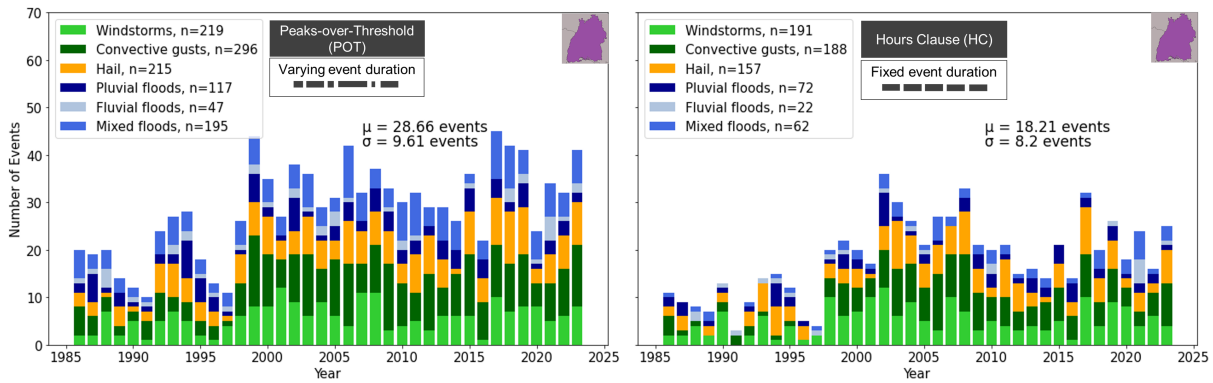 Windstorms, n=219
Convective gusts, n=296
Hail, n=215
Pluvial floods, n=117
Fluvial floods, n=47
Mixed floods, n=195
Peaks-over-Threshold
(POT)
Varying event duration
μ = 28.66 events
σ = 9.61 events
Number of Events
70
60
50
40
30
20
10
0
1985
1990
1995
2000
2005
2010
2015
2020
2025
Year
Windstorms, n=191
Convective gusts, n=188
Hail, n=157
Pluvial floods, n=72
Fluvial floods, n=22
Mixed floods, n=62
Hours Clause (HC)
Fixed event duration
μ = 18.21 events
σ = 8.2 events
1985
1990
1995
2000
2005
2010
2015
2020
2025
Year